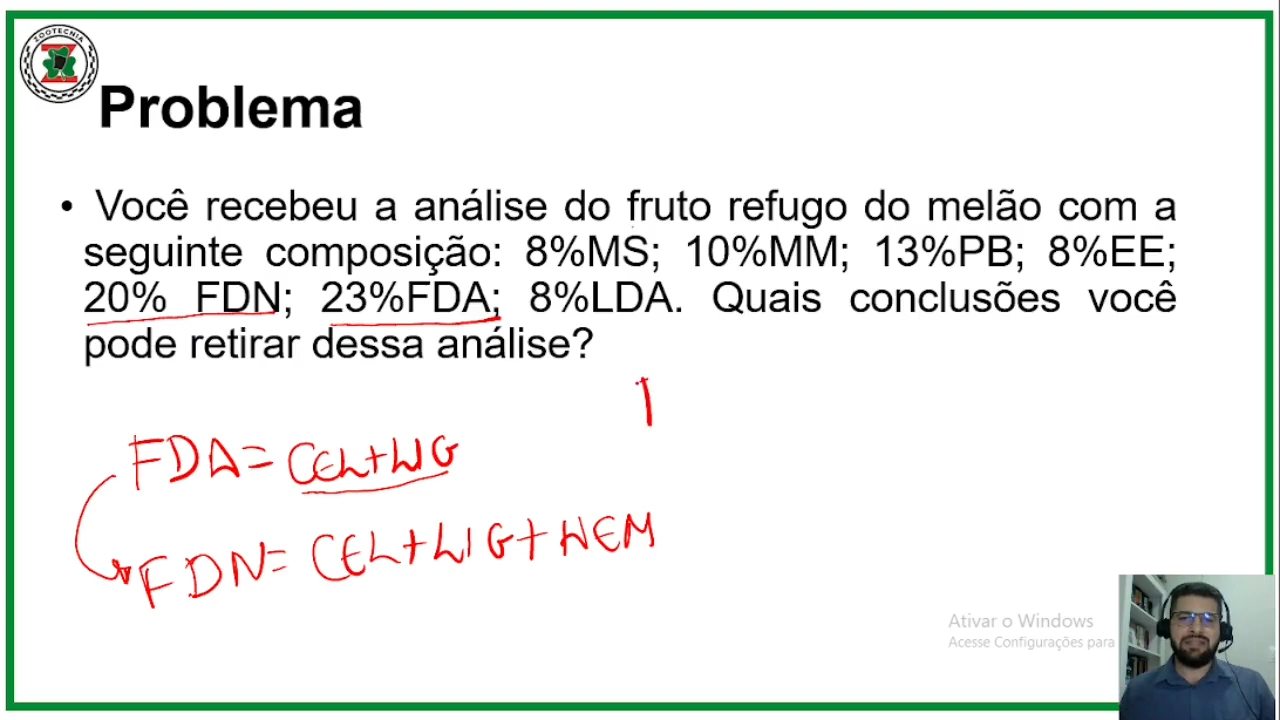 ZOOTECNIA
Problema
• Você recebeu a análise do fruto refugo do melão com a
seguinte composição: 8%MS; 10%MM; 13%PB; 8%EE;
20% FDN; 23%FDA; 8%LDA. Quais conclusões você
pode retirar dessa análise?
FDA= CEL+LIG
FDN= CEL+LIG+HEM
Ativar o Windows
Acesse Configurações para